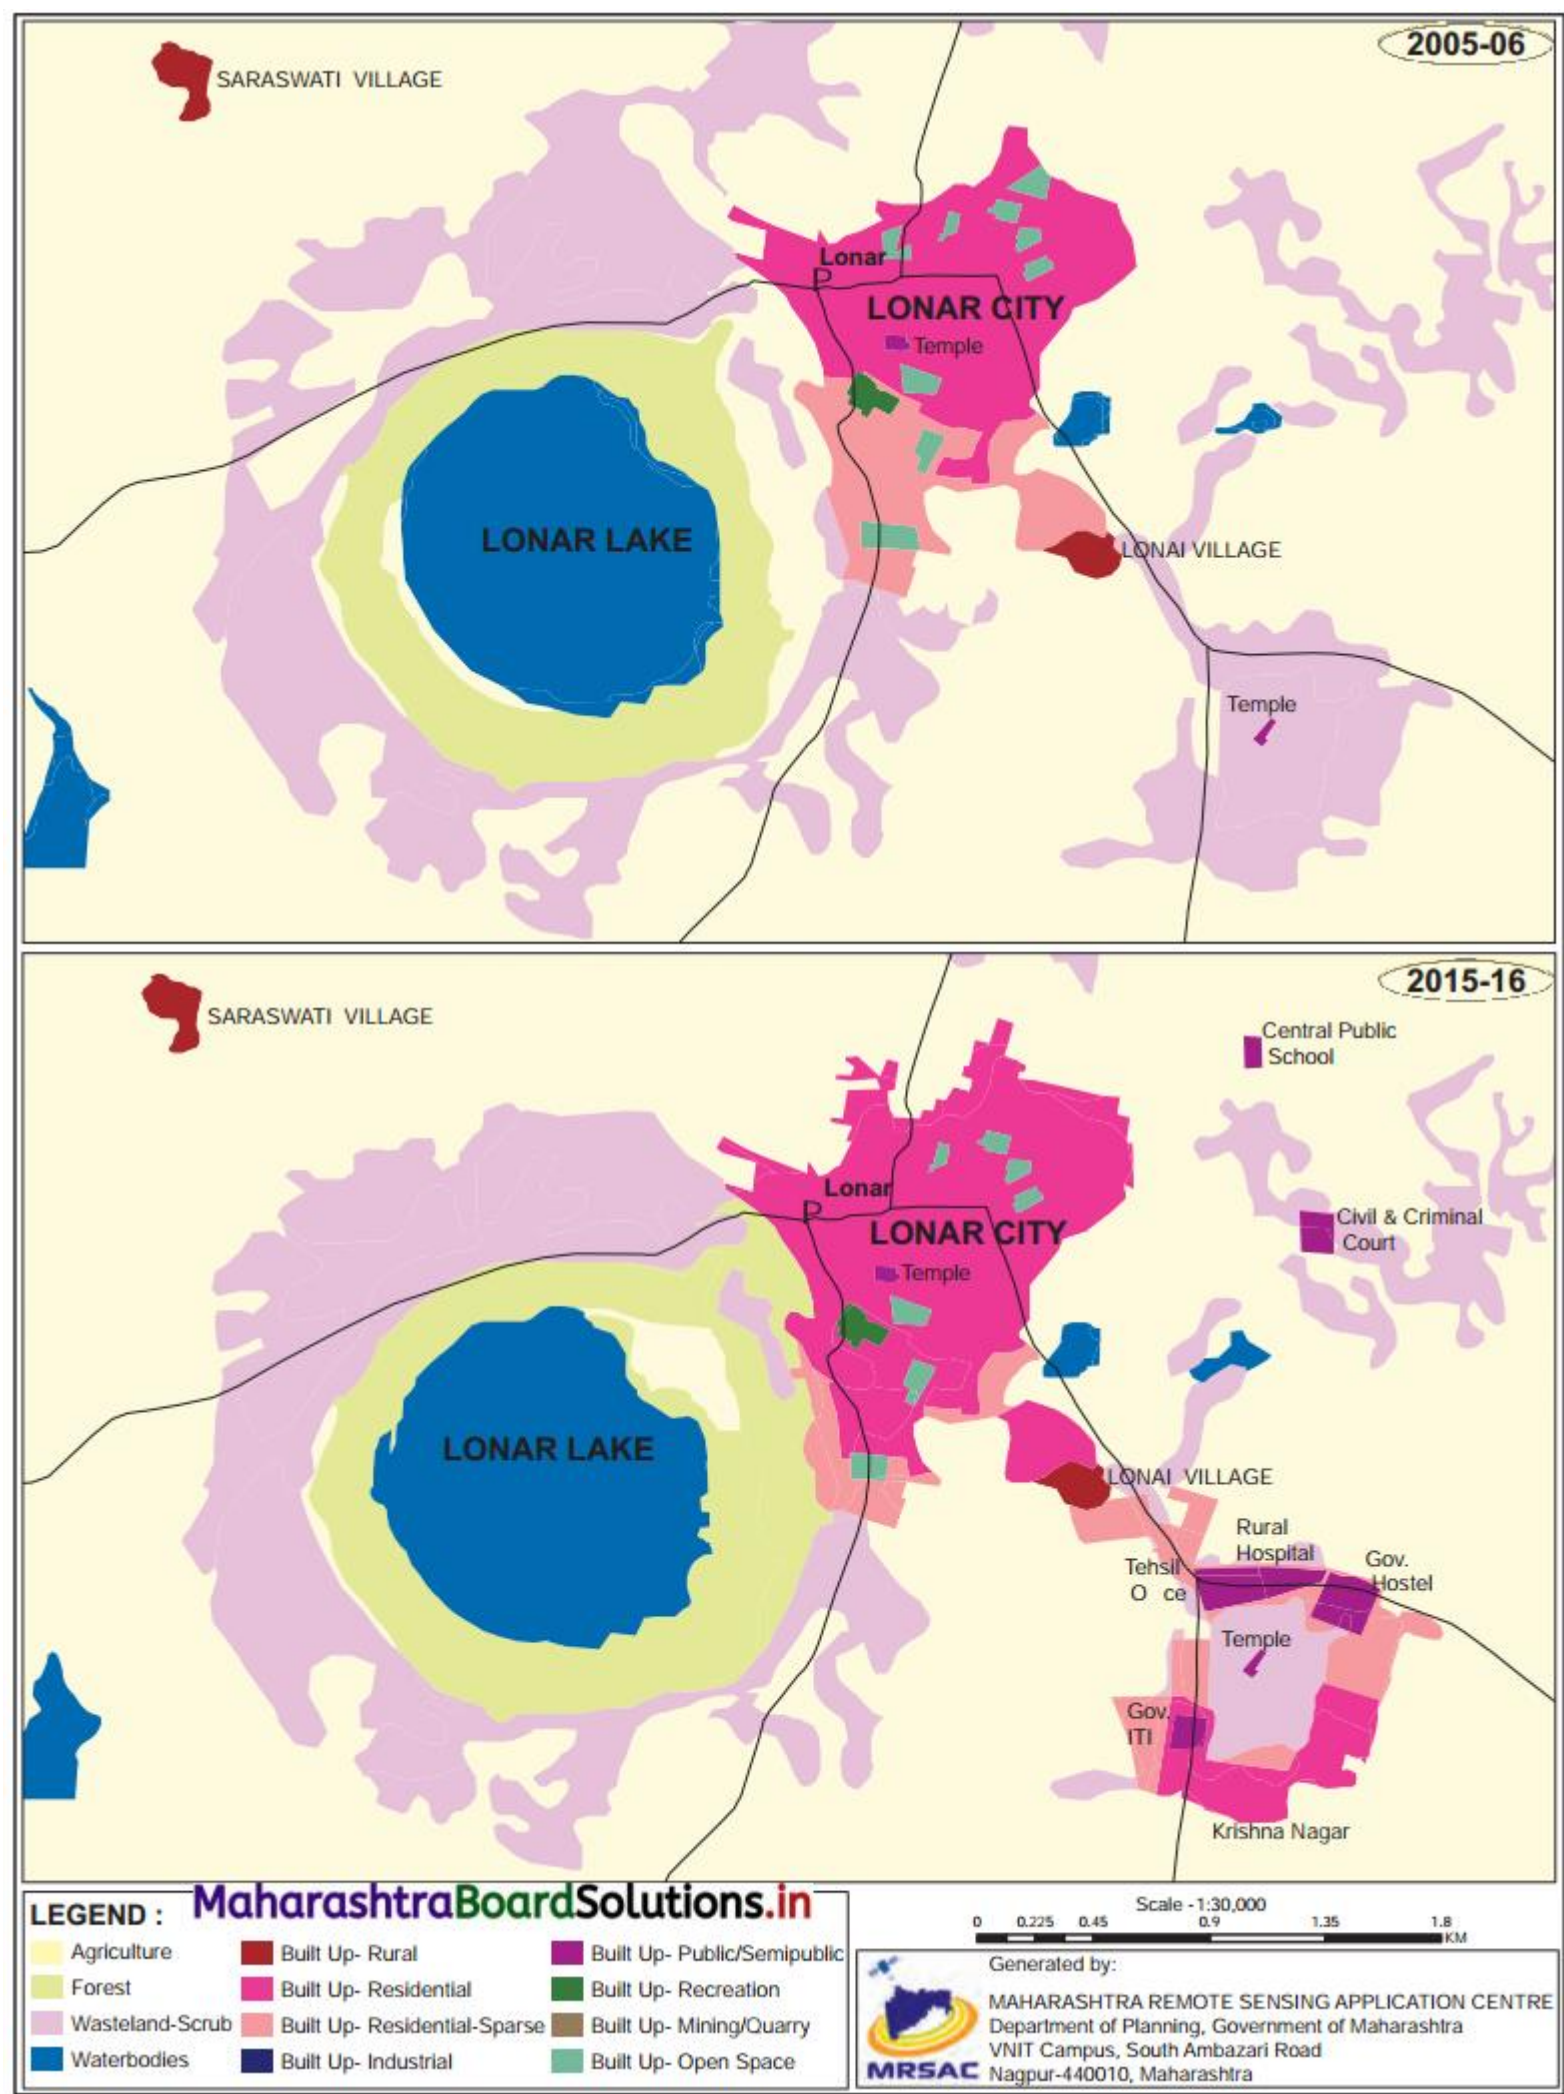 2005-06
SARASWATI VILLAGE
Lonar
P
LONAR CITY
Temple
LONAR LAKE
LONAI VILLAGE
Temple
2015-16
SARASWATI VILLAGE
Central Public
School
Lonar
P
LONAR CITY
Civil & Criminal
Court
Temple
LONAR LAKE
LONAI VILLAGE
Rural
Hospital
Tehsil
O ce
Gov.
Hostel
Temple
Gov.
ITI
Krishna Nagar
MaharashtraBoardSolutions.in
LEGEND :
Agriculture
Forest
Wasteland-Scrub
Waterbodies
Built Up- Rural
Built Up- Residential
Built Up- Residential-Sparse
Built Up- Industrial
Built Up- Public/Semipublic
Built Up- Recreation
Built Up- Mining/Quarry
Built Up- Open Space
Scale - 1:30,000
0 0.225 0.45 0.9 1.35 1.8
KM
Generated by:
MAHARASHTRA REMOTE SENSING APPLICATION CENTRE
Department of Planning, Government of Maharashtra
VNIT Campus, South Ambazari Road
Nagpur-440010, Maharashtra
MRSAC